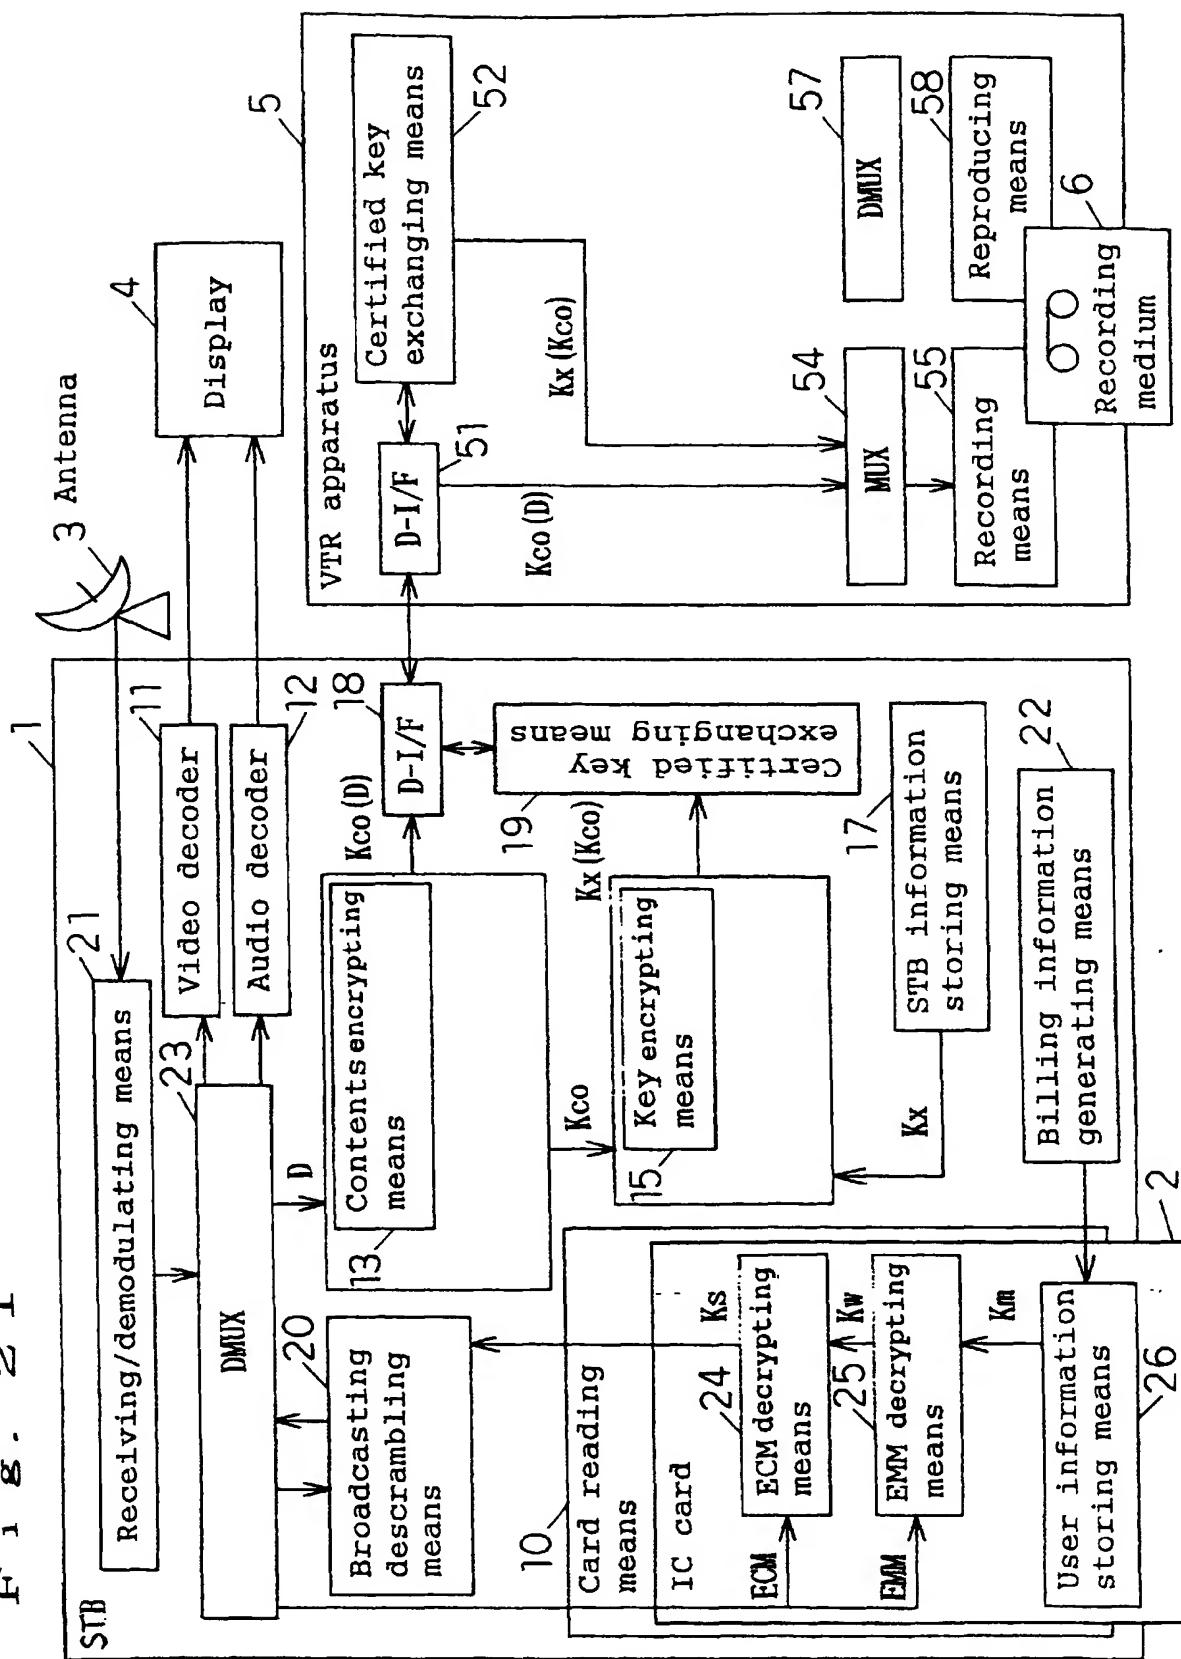 Fig. 21
STB
1
Receiving/demodulating means
21
3 Antenna
4
Display
23
DMUX
Video decoder
11
Audio decoder
12
D
20
Broadcasting
descrambling
means
Contents encrypting
means
13
Kco(D)
18
D-I/F
Kco
Key encrypting
means
15
Kx(Kco)
19
Certified key
exchanging means
Kx
17
STB information
storing means
22
Billing information
generating means
10
Card reading
means
2
IC card
ECM
24
ECM decrypting
means
Ks
EMM
25
EMM decrypting
means
Kw
Km
User information
storing means
26
5
VTR apparatus
D-I/F
51
Certified key
exchanging means
52
Kco(D)
Kx(Kco)
54
MUX
55
Recording
means
57
DMUX
58
Reproducing
means
6
Recording
medium